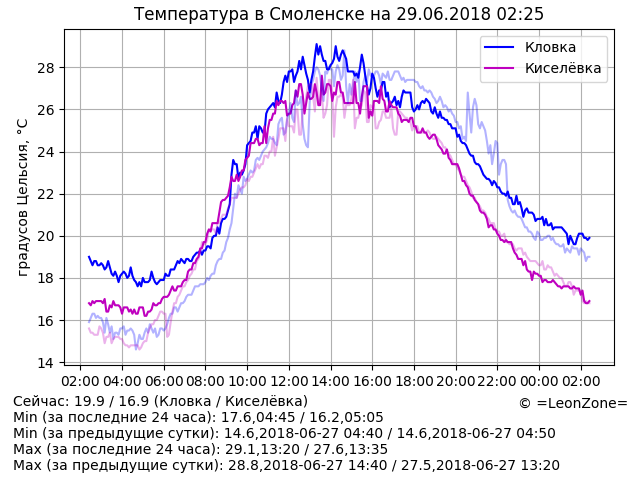 Температура в Смоленске на 29.06.2018 02:25
градусов Цельсия, °C
28
26
24
22
20
18
16
14
Кловка
Киселёвка
02:00 04:00 06:00 08:00 10:00 12:00 14:00 16:00 18:00 20:00 22:00 00:00 02:00
Сейчас: 19.9 / 16.9 (Кловка / Киселёвка)
© =LeonZone=
Min (за последние 24 часа): 17.6,04:45 / 16.2,05:05
Min (за предыдущие сутки): 14.6,2018-06-27 04:40 / 14.6,2018-06-27 04:50
Max (за последние 24 часа): 29.1,13:20 / 27.6,13:35
Max (за предыдущие сутки): 28.8,2018-06-27 14:40 / 27.5,2018-06-27 13:20